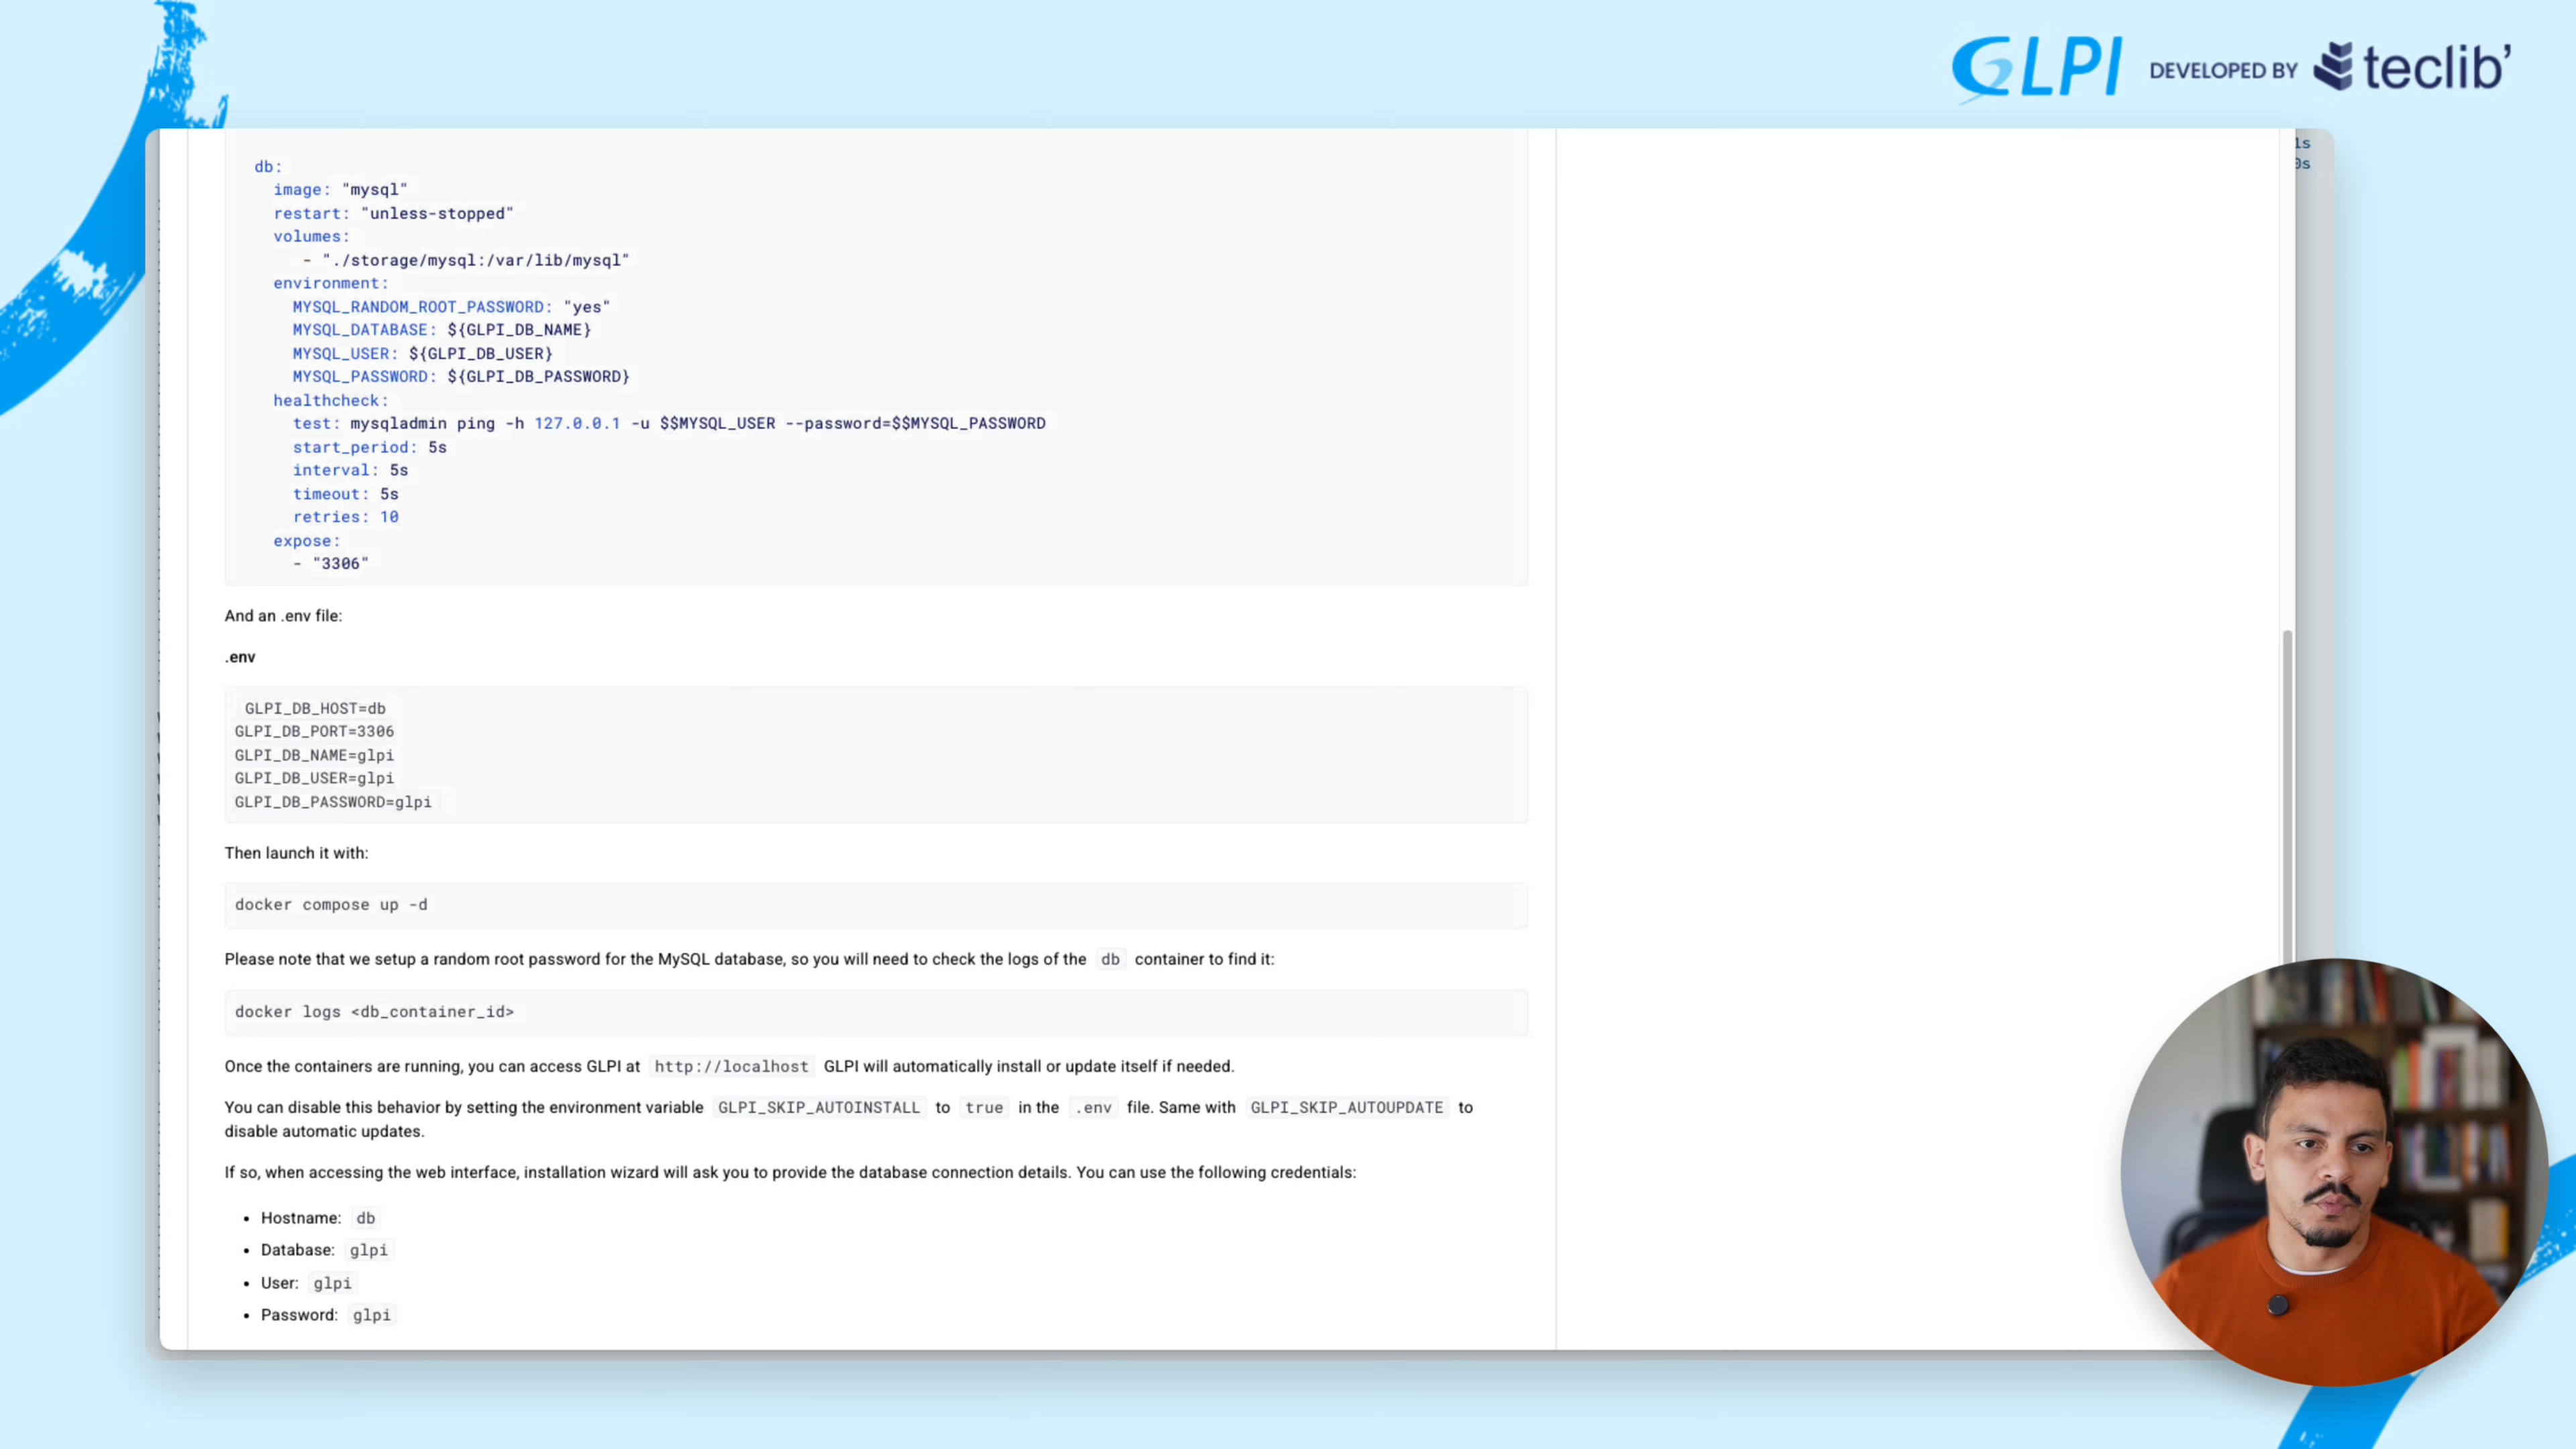 GLPI DEVELOPED BY teclib'
1s
0s
db:
image: "mysql"
restart: "unless-stopped"
volumes:
- "./storage/mysql:/var/lib/mysql"
environment:
MYSQL_RANDOM_ROOT_PASSWORD: "yes"
MYSQL_DATABASE: ${GLPI_DB_NAME}
MYSQL_USER: ${GLPI_DB_USER}
MYSQL_PASSWORD: ${GLPI_DB_PASSWORD}
healthcheck:
test: mysqladmin ping -h 127.0.0.1 -u $$MYSQL_USER --password=$$MYSQL_PASSWORD
start_period: 5s
interval: 5s
timeout: 5s
retries: 10
expose:
- "3306"
And an .env file:
.env
GLPI_DB_HOST=db
GLPI_DB_PORT=3306
GLPI_DB_NAME=glpi
GLPI_DB_USER=glpi
GLPI_DB_PASSWORD=glpi
Then launch it with:
docker compose up -d
Please note that we setup a random root password for the MySQL database, so you will need to check the logs of the db container to find it:
docker logs <db_container_id>
Once the containers are running, you can access GLPI at http://localhost GLPI will automatically install or update itself if needed.
You can disable this behavior by setting the environment variable GLPI_SKIP_AUTOINSTALL to true in the .env file. Same with GLPI_SKIP_AUTOUPDATE to
disable automatic updates.
If so, when accessing the web interface, installation wizard will ask you to provide the database connection details. You can use the following credentials:
• Hostname: db
• Database: glpi
• User: glpi
• Password: glpi